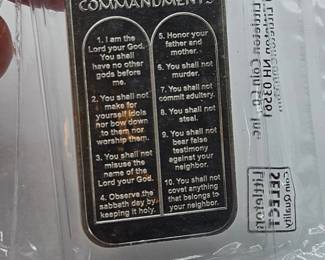 COMMANDMENTS
1. I am the
Lord your God.
You shall
have no other
gods before
me.
2. You shall not
make for
yourself idols
nor bow down
to them nor
worship them.
3. You shall not
misuse the
name of the
Lord your God.
4. Observe the
sabbath day by
keeping it holy.
5. Honor your
father and
mother.
6. You shall not
murder.
7. You shall not
commit adultery.
8. You shall not
steal.
9. You shall not
bear false
testimony
against your
neighbor.
10. You shall not
covet anything
that belongs to
your neighbor.
Coin Quality
SELECT
Littleton